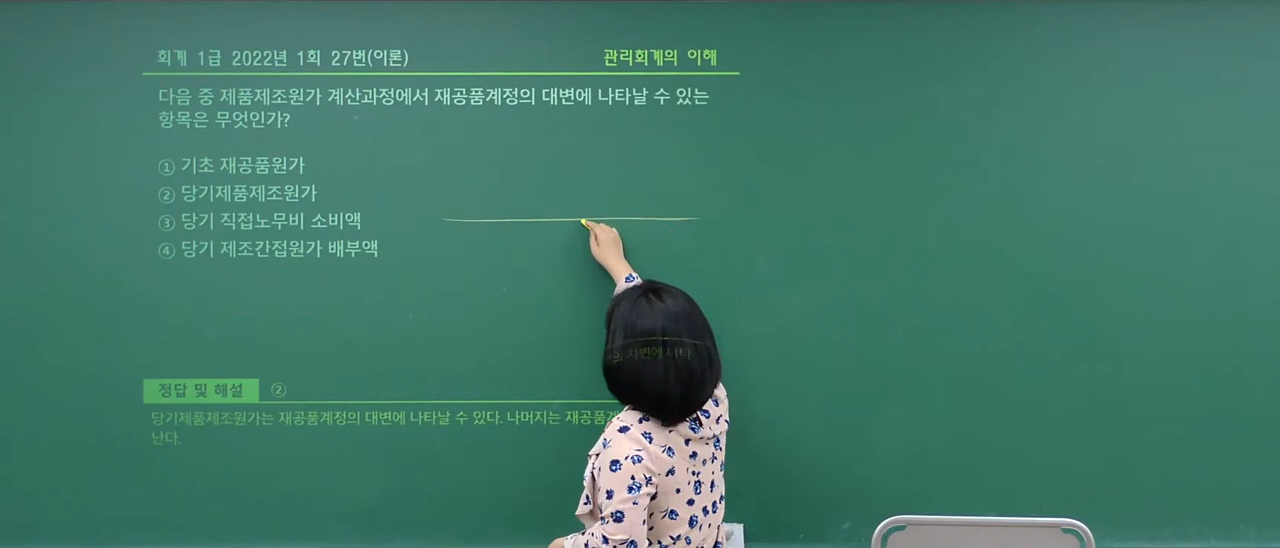 회계 1급 2022년 1회 27번(이론)
관리회계의 이해
다음 중 제품제조원가 계산과정에서 재공품계정의 대변에 나타날 수 있는
항목은 무엇인가?
① 기초 재공품원가
② 당기제품제조원가
③ 당기 직접노무비 소비액
④ 당기 제조간접원가 배부액
정답 및 해설 ②
당기제품제조원가는 재공품계정의 대변에 나타날 수 있다. 나머지는 재공품계
난다.